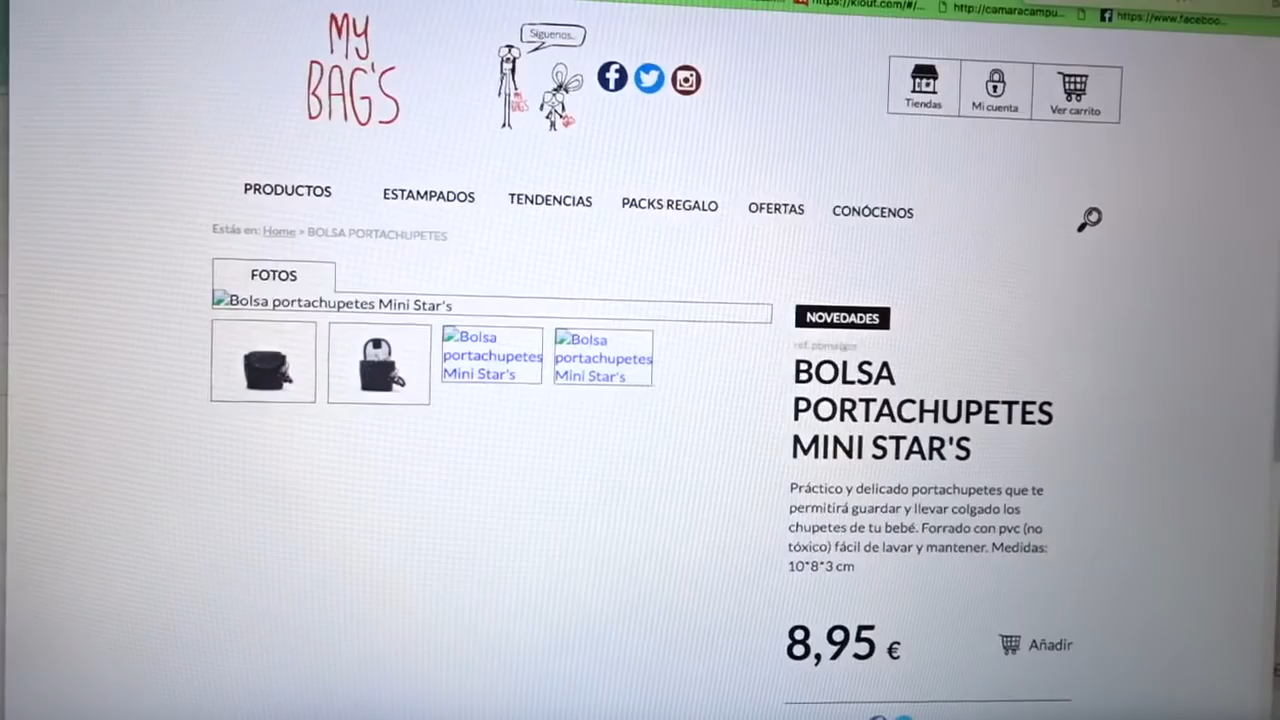 https://klout.com/#/...
http://camaracampu...
https://www.faceboo...
MY
BAG'S
Síguenos...
MY
BAGS
Tiendas
Mi cuenta
Ver carrito
PRODUCTOS
ESTAMPADOS
TENDENCIAS
PACKS REGALO
OFERTAS
CONÓCENOS
Estás en: Home > BOLSA PORTACHUPETES
FOTOS
Bolsa portachupetes Mini Star's
Bolsa
portachupetes
Mini Star's
Bolsa
portachupetes
Mini Star's
NOVEDADES
BOLSA
PORTACHUPETES
MINI STAR'S
Práctico y delicado portachupetes que te
permitirá guardar y llevar colgado los
chupetes de tu bebé. Forrado con pvc (no
tóxico) fácil de lavar y mantener. Medidas:
10*8*3 cm
8,95 €
Añadir